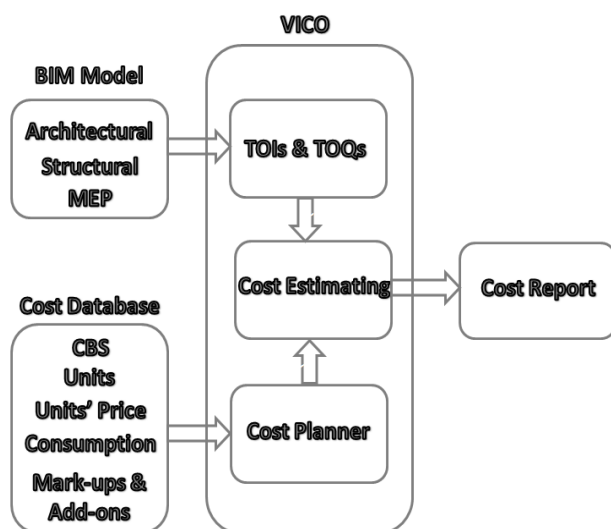 VICO
BIM Model
Architectural
Structural
MEP
TOIs & TOQs
Cost Estimating
Cost Report
Cost Database
CBS
Units
Units' Price
Consumption
Mark-ups &
Add-ons
Cost Planner